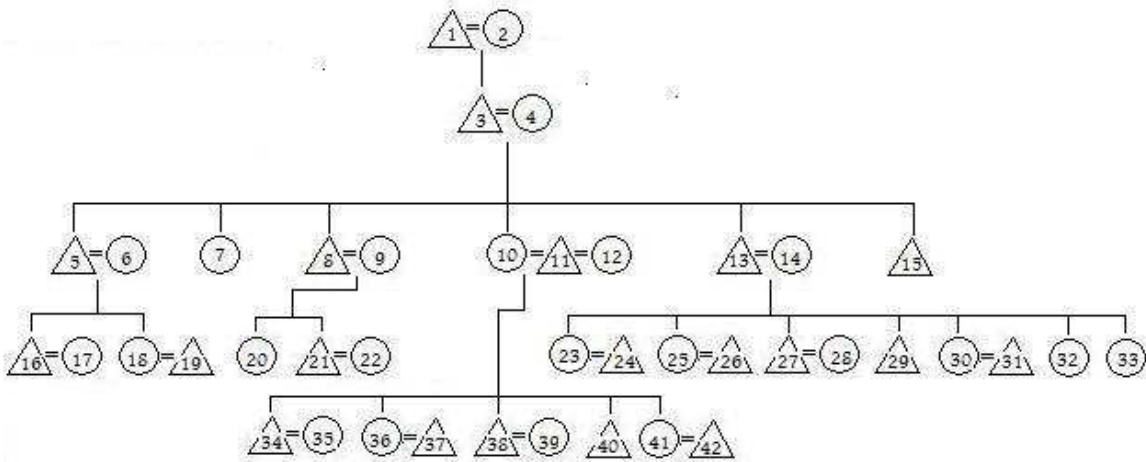 1 = 2
3 = 4
5 = 6 7 8 = 9 10 = 11 = 12 13 = 14 15
16 = 17 18 = 19 20 21 = 22 23 = 24 25 = 26 27 = 28 29 30 = 31 32 33
34 = 35 36 = 37 38 = 39 40 41 = 42